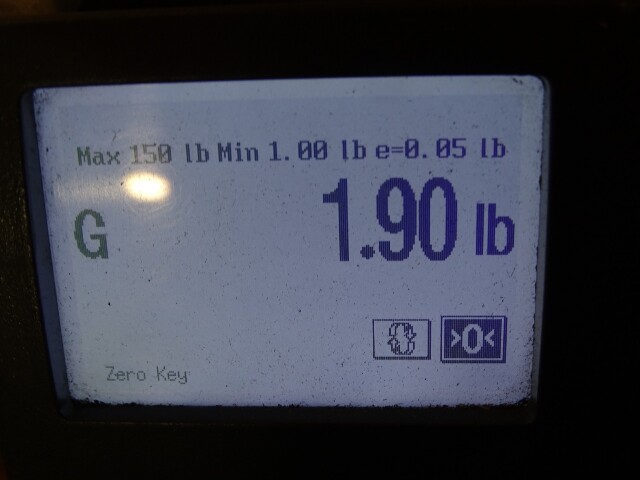 Max 150 lb Min 1.00 lb e=0.05 lb
G 1.90 lb
>0<
Zero Key